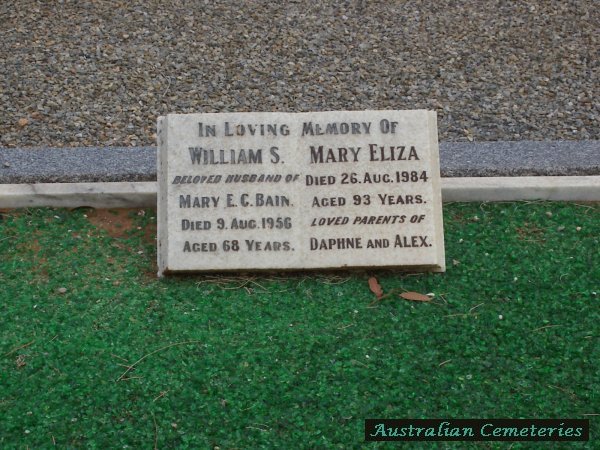 IN LOVING MEMORY OF
WILLIAM S.
BELOVED HUSBAND OF
MARY E. C. BAIN.
DIED 9. AUG. 1956
AGED 68 YEARS.
MARY ELIZA
DIED 26. AUG. 1984
AGED 93 YEARS.
LOVED PARENTS OF
DAPHNE AND ALEX.
Australian Cemeteries